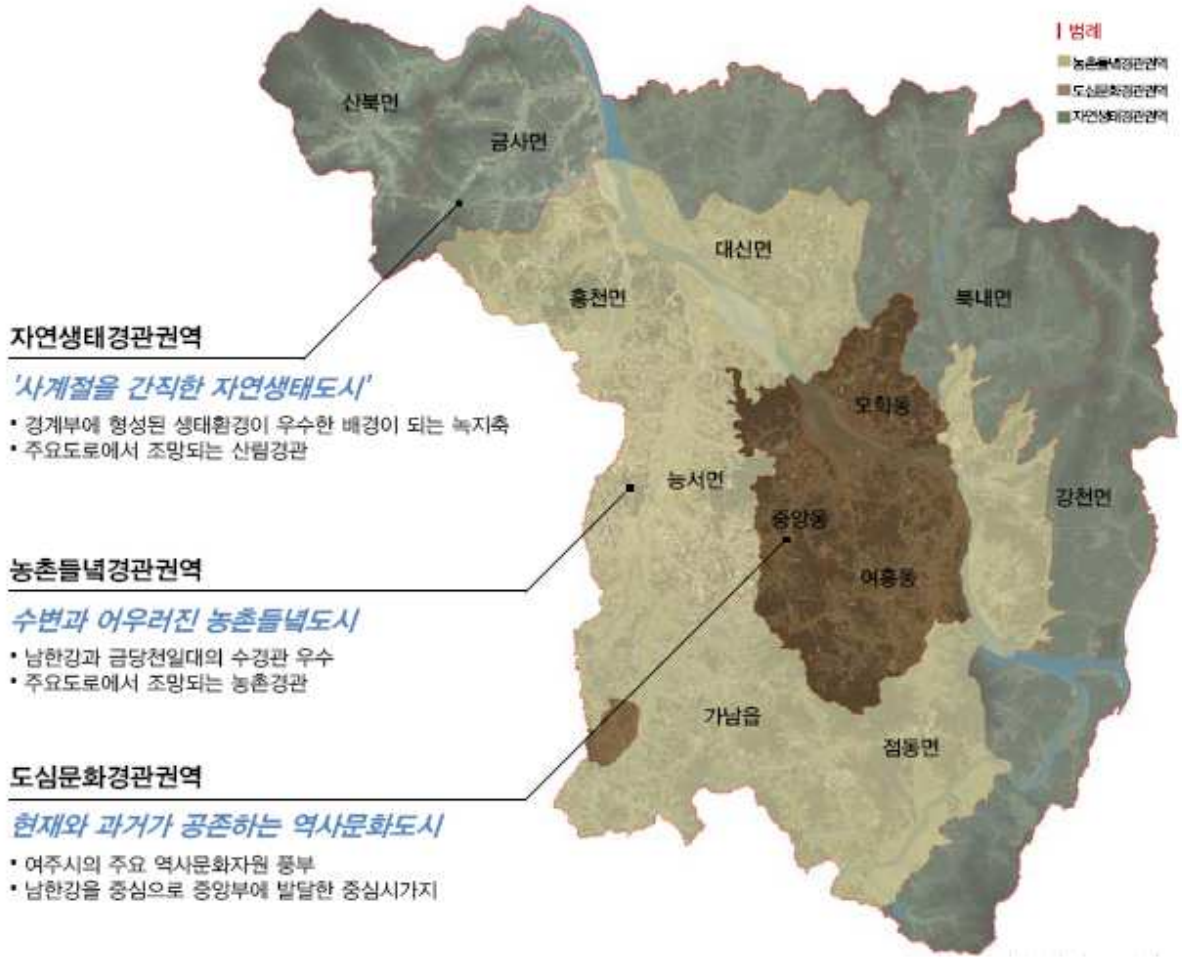 범례
농촌들녘경관권역
도심문화경관권역
자연생태경관권역
산북면
금사면
대신면
흥천면
북내면
오학동
능서면
강천면
중앙동
여흥동
가남읍
점동면
자연생태경관권역
'사계절을 간직한 자연생태도시'
• 경계부에 형성된 생태환경이 우수한 배경이 되는 녹지축
• 주요도로에서 조망되는 산림경관
농촌들녘경관권역
수변과 어우러진 농촌들녘도시
• 남한강과 금당천일대의 수경관 우수
• 주요도로에서 조망되는 농촌경관
도심문화경관권역
현재와 과거가 공존하는 역사문화도시
• 여주시의 주요 역사문화자원 풍부
• 남한강을 중심으로 중앙부에 발달한 중심시가지